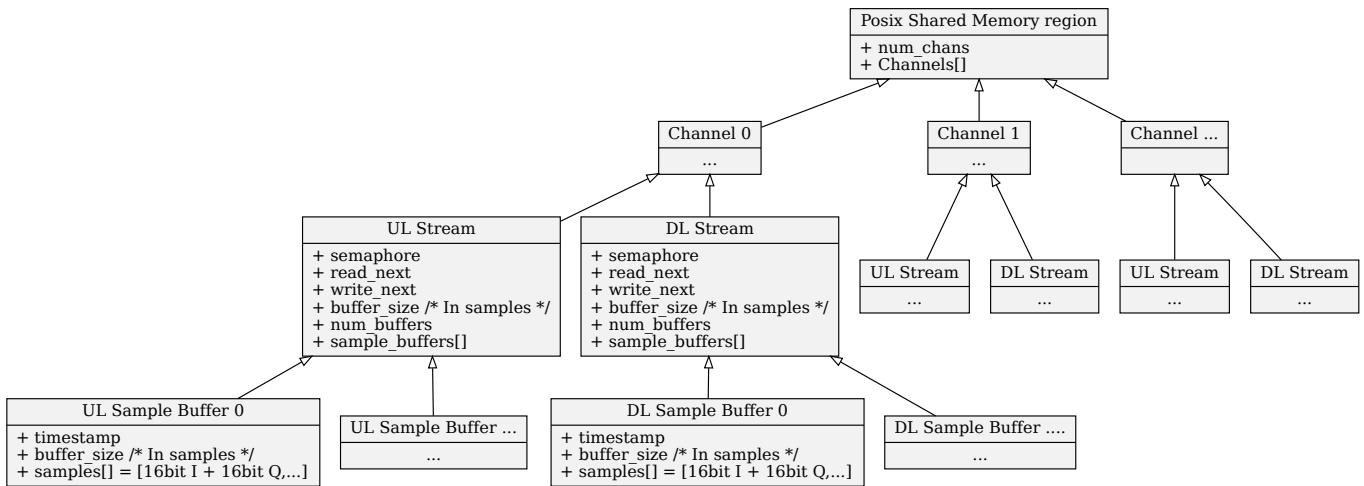 Posix Shared Memory region
+ num_chans
+ Channels[]
Channel 0
...
Channel 1
...
Channel ...
UL Stream
+ semaphore
+ read_next
+ write_next
+ buffer_size /* In samples */
+ num_buffers
+ sample_buffers[]
DL Stream
+ semaphore
+ read_next
+ write_next
+ buffer_size /* In samples */
+ num_buffers
+ sample_buffers[]
UL Stream
...
DL Stream
...
UL Stream
...
DL Stream
...
UL Sample Buffer 0
+ timestamp
+ buffer_size /* In samples */
+ samples[] = [16bit I + 16bit Q,...]
UL Sample Buffer ...
...
DL Sample Buffer 0
+ timestamp
+ buffer_size /* In samples */
+ samples[] = [16bit I + 16bit Q,...]
DL Sample Buffer ....
...